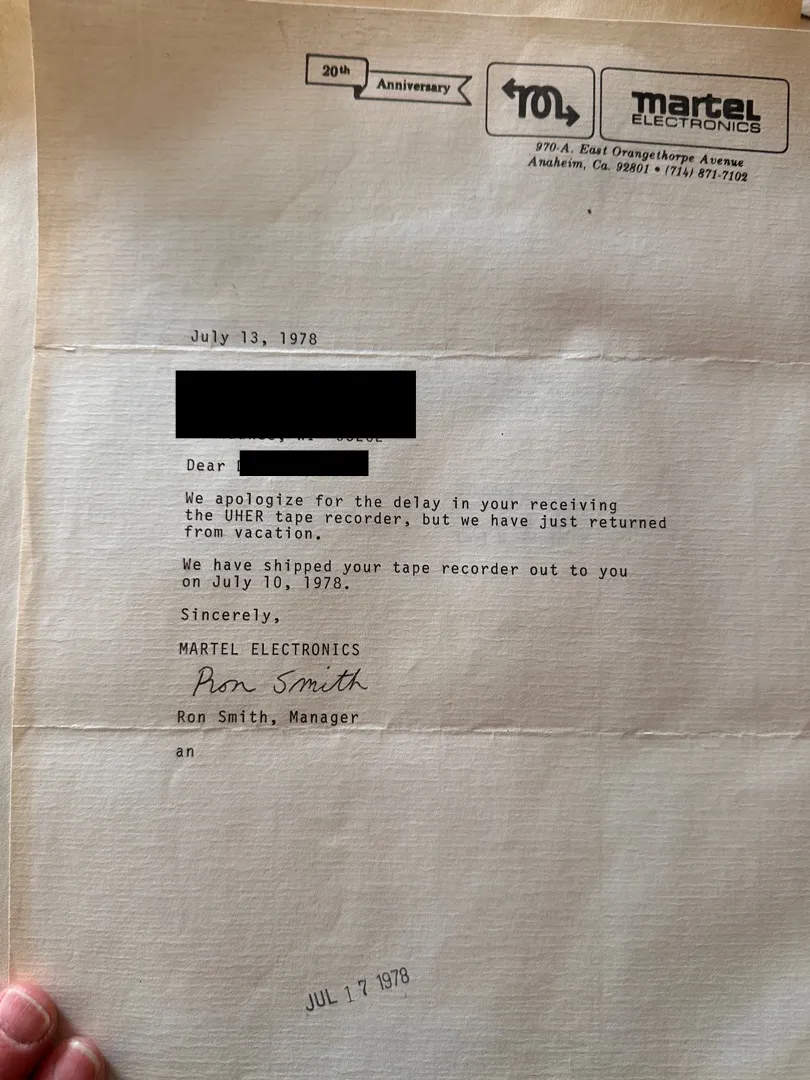 20th
Anniversary
martel
ELECTRONICS
970-A. East Orangethorpe Avenue
Anaheim, Ca. 92801 • (714) 871-7102
July 13, 1978
Dear
We apologize for the delay in your receiving
the UHER tape recorder, but we have just returned
from vacation.
We have shipped your tape recorder out to you
on July 10, 1978.
Sincerely,
MARTEL ELECTRONICS
Ron Smith
Ron Smith, Manager
an
JUL 17 1978